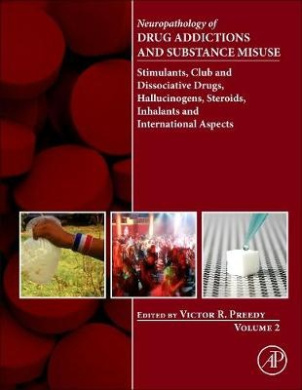 Neuropathology of
DRUG ADDICTIONS
AND SUBSTANCE MISUSE
Stimulants, Club and
Dissociative Drugs,
Hallucinogens, Steroids,
Inhalants and
International Aspects
EDITED BY VICTOR R. PREEDY
VOLUME 2
AP